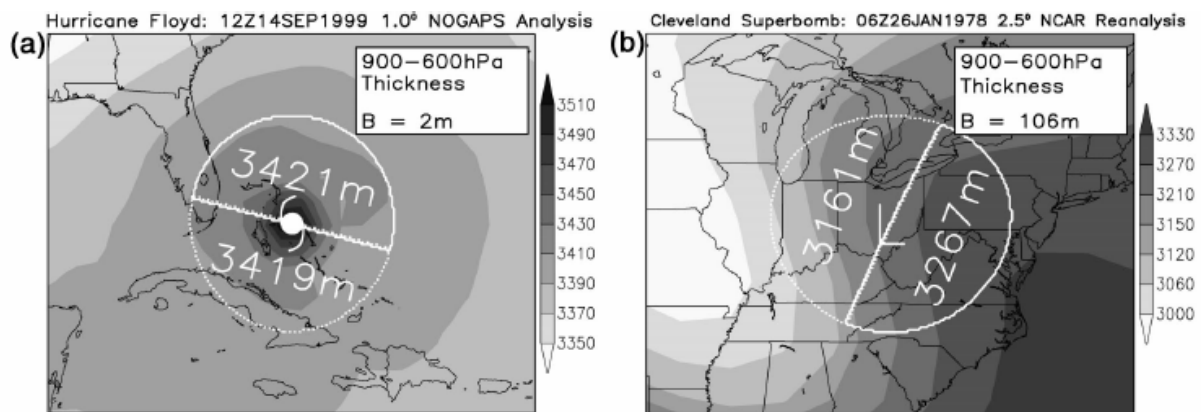 Hurricane Floyd: 12Z14SEP1999 1.0° NOGAPS Analysis
(a)
900–600hPa
Thickness
B = 2m
3421m
3419m
3510
3490
3470
3450
3430
3410
3390
3370
3350
Cleveland Superbomb: 06Z26JAN1978 2.5° NCAR Reanalysis
(b)
900–600hPa
Thickness
B = 106m
3161m
L
3267m
3330
3270
3210
3150
3120
3060
3000